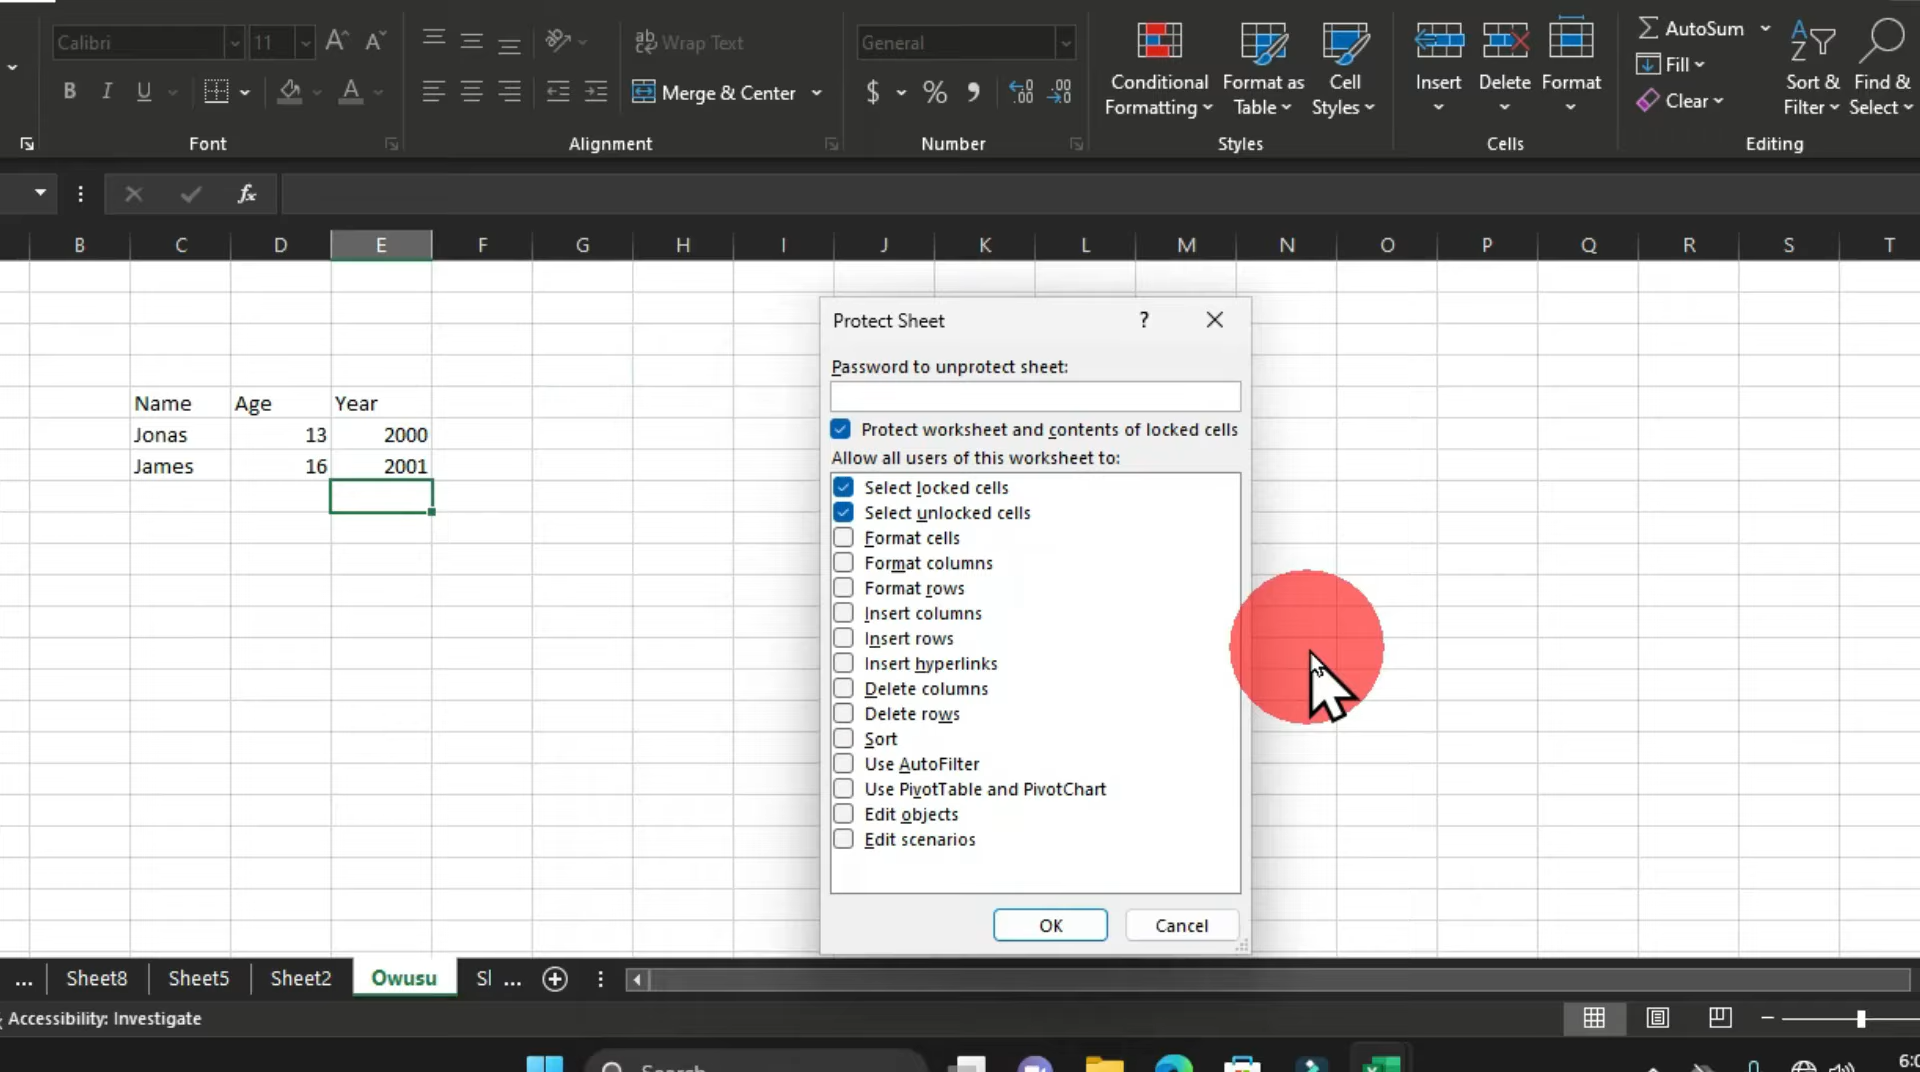 Calibri 11 Wrap Text General AutoSum
B I U Merge & Center $ % Conditional Formatting Format as Table Cell Styles Insert Delete Format Fill Clear Sort & Filter Find & Select
Font Alignment Number Styles Cells Editing
fx
B C D E F G H I J K L M N O P Q R S T
Protect Sheet ?
Password to unprotect sheet:
Name Age Year
Protect worksheet and contents of locked cells
Jonas 13 2000
Allow all users of this worksheet to:
James 16 2001
Select locked cells
Select unlocked cells
Format cells
Format columns
Format rows
Insert columns
Insert rows
Insert hyperlinks
Delete columns
Delete rows
Sort
Use AutoFilter
Use PivotTable and PivotChart
Edit objects
Edit scenarios
OK Cancel
... Sheet8 Sheet5 Sheet2 Owusu Sl ...
Accessibility: Investigate
Search